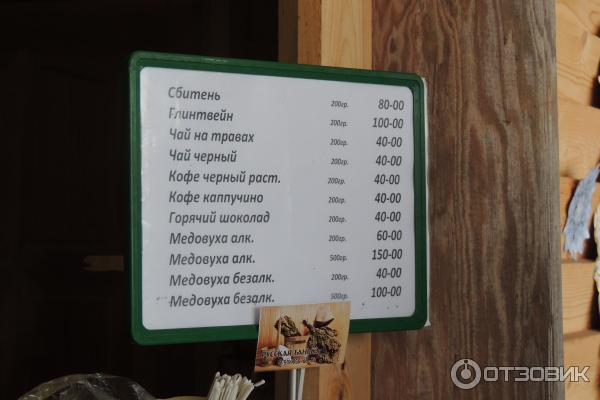 Сбитень 200гр. 80-00
Глинтвейн 200гр. 100-00
Чай на травах 200гр. 40-00
Чай черный 200гр. 40-00
Кофе черный раст. 200гр. 40-00
Кофе каппучино 200гр. 40-00
Горячий шоколад 200гр. 40-00
Медовуха алк. 200гр. 60-00
Медовуха алк. 500гр. 150-00
Медовуха безалк. 200гр. 40-00
Медовуха безалк. 500гр. 100-00
РУССКАЯ
ОТЗОВИК